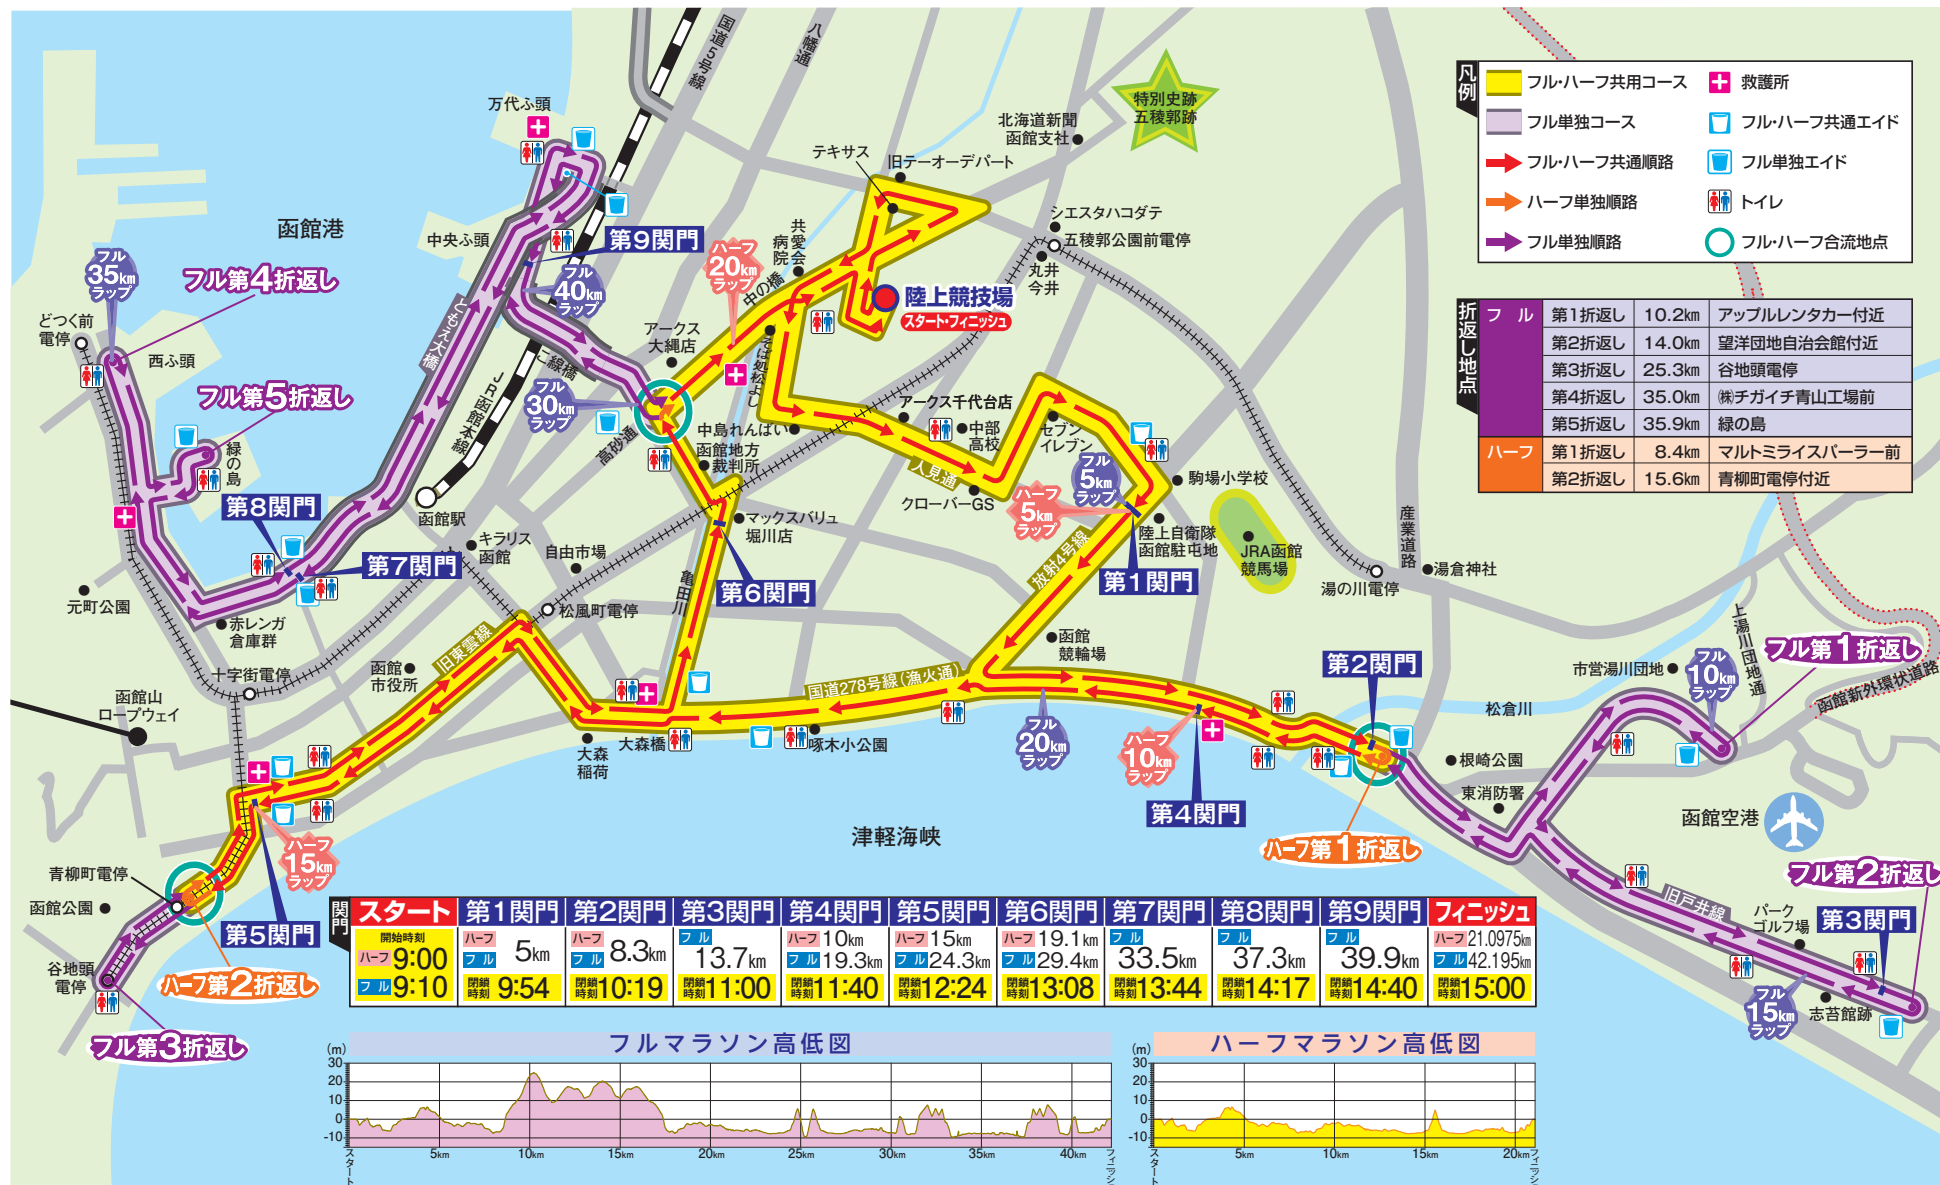 凡例
フル・ハーフ共用コース
フル単独コース
フル・ハーフ共通順路
ハーフ単独順路
フル単独順路
救護所
フル・ハーフ共通エイド
フル単独エイド
トイレ
フル・ハーフ合流地点
折返し地点
フル
第1折返し 10.2km アップルレンタカー付近
第2折返し 14.0km 望洋団地自治会館付近
第3折返し 25.3km 谷地頭電停
第4折返し 35.0km ㈱チガイチ青山工場前
第5折返し 35.9km 緑の島
ハーフ
第1折返し 8.4km マルトミライスパーラー前
第2折返し 15.6km 青柳町電停付近
国道5号線
八幡通
万代ふ頭
特別史跡
五稜郭跡
北海道新聞
函館支社
テキサス
旧テーオーデパート
函館港
中央ふ頭
第9関門
共愛会
病院
シエスタハコダテ
五稜郭公園前電停
丸井
今井
フル
35km
ラップ
フル第4折返し
フル
40km
ラップ
ハーフ
20km
ラップ
中の橋
陸上競技場
スタート・フィニッシュ
どつく前
電停
西ふ頭
ともえ大橋
アークス
大縄店
こ線橋
そば処松よし
JR函館本線
フル第5折返し
フル
30km
ラップ
高砂通
中島れんばい
函館地方
裁判所
アークス千代台店
中部
高校
セブン
イレブン
人見通
クローバーGS
緑の島
フル
5km
ラップ
ハーフ
5km
ラップ
駒場小学校
第8関門
函館駅
マックスバリュ
堀川店
陸上自衛隊
函館駐屯地
JRA函館
競馬場
産業道路
キラリス
函館
自由市場
第7関門
亀田川
第6関門
放射4号線
第1関門
湯の川電停
湯倉神社
元町公園
赤レンガ
倉庫群
松風町電停
函館
競輪場
上湯川団地通
十字街電停
函館
市役所
旧東雲線
国道278号線(漁火通)
第2関門
市営湯川団地
フル
10km
ラップ
フル第1折返し
函館新外環状道路
函館山
ロープウェイ
大森
稲荷
大森橋
啄木小公園
フル
20km
ラップ
ハーフ
10km
ラップ
松倉川
根崎公園
東消防署
第4関門
函館空港
津軽海峡
ハーフ第1折返し
ハーフ
15km
ラップ
青柳町電停
函館公園
第5関門
谷地頭
電停
ハーフ第2折返し
フル第3折返し
フル第2折返し
旧戸井線
パーク
ゴルフ場
第3関門
フル
15km
ラップ
志苔館跡
関門
スタート 第1関門 第2関門 第3関門 第4関門 第5関門 第6関門 第7関門 第8関門 第9関門 フィニッシュ
開始時刻
ハーフ 9:00
フル 9:10
ハーフ フル 5km
閉鎖時刻 9:54
ハーフ フル 8.3km
閉鎖時刻 10:19
フル 13.7km
閉鎖時刻 11:00
ハーフ 10km
フル 19.3km
閉鎖時刻 11:40
ハーフ 15km
フル 24.3km
閉鎖時刻 12:24
ハーフ 19.1km
フル 29.4km
閉鎖時刻 13:08
フル 33.5km
閉鎖時刻 13:44
フル 37.3km
閉鎖時刻 14:17
フル 39.9km
閉鎖時刻 14:40
ハーフ 21.0975km
フル 42.195km
閉鎖時刻 15:00
フルマラソン高低図
(m)
30
20
10
0
-10
スタート 5km 10km 15km 20km 25km 30km 35km 40km
ハーフマラソン高低図
(m)
30
20
10
0
-10
スタート 5km 10km 15km 20km